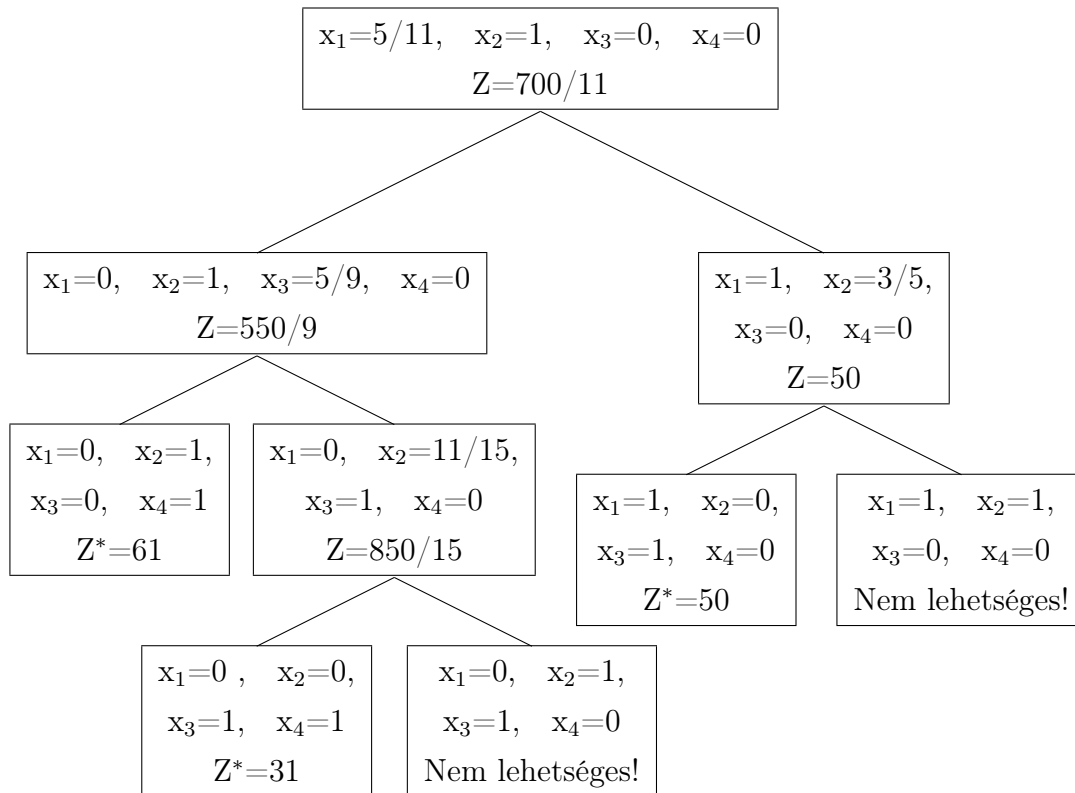 x₁=5/11, x₂=1, x₃=0, x₄=0
Z=700/11
x₁=0, x₂=1, x₃=5/9, x₄=0
Z=550/9
x₁=1, x₂=3/5,
x₃=0, x₄=0
Z=50
x₁=0, x₂=1,
x₃=0, x₄=1
Z*=61
x₁=0, x₂=11/15,
x₃=1, x₄=0
Z=850/15
x₁=1, x₂=0,
x₃=1, x₄=0
Z*=50
x₁=1, x₂=1,
x₃=0, x₄=0
Nem lehetséges!
x₁=0 , x₂=0,
x₃=1, x₄=1
Z*=31
x₁=0, x₂=1,
x₃=1, x₄=0
Nem lehetséges!